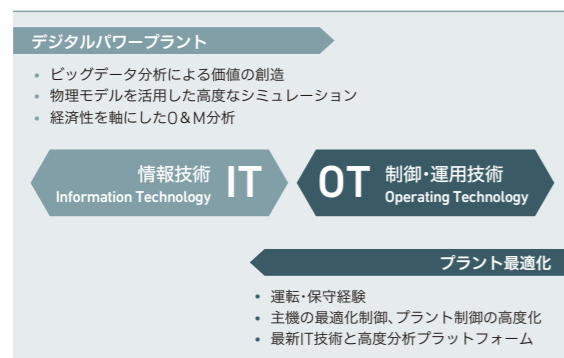 デジタルパワープラント
• ビッグデータ分析による価値の創造
• 物理モデルを活用した高度なシミュレーション
• 経済性を軸にしたO＆M分析
情報技術
Information Technology
IT
OT
制御・運用技術
Operating Technology
プラント最適化
• 運転・保守経験
• 主機の最適化制御、プラント制御の高度化
• 最新IT技術と高度分析プラットフォーム